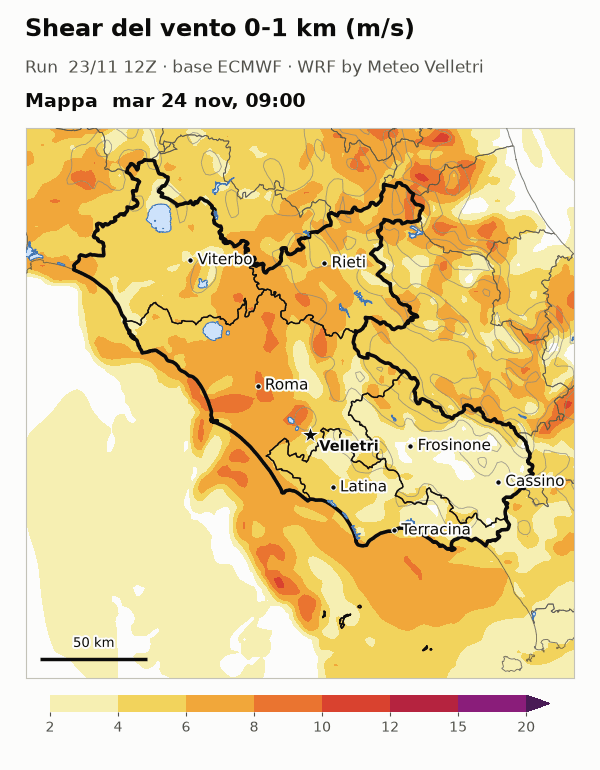 Shear del vento 0-1 km (m/s)
Run  23/11 12Z · base ECMWF · WRF by Meteo Velletri
Mappa  mar 24 nov, 09:00
Viterbo
Rieti
Roma
Velletri
Frosinone
Latina
Cassino
Terracina
50 km
2 4 6 8 10 12 15 20